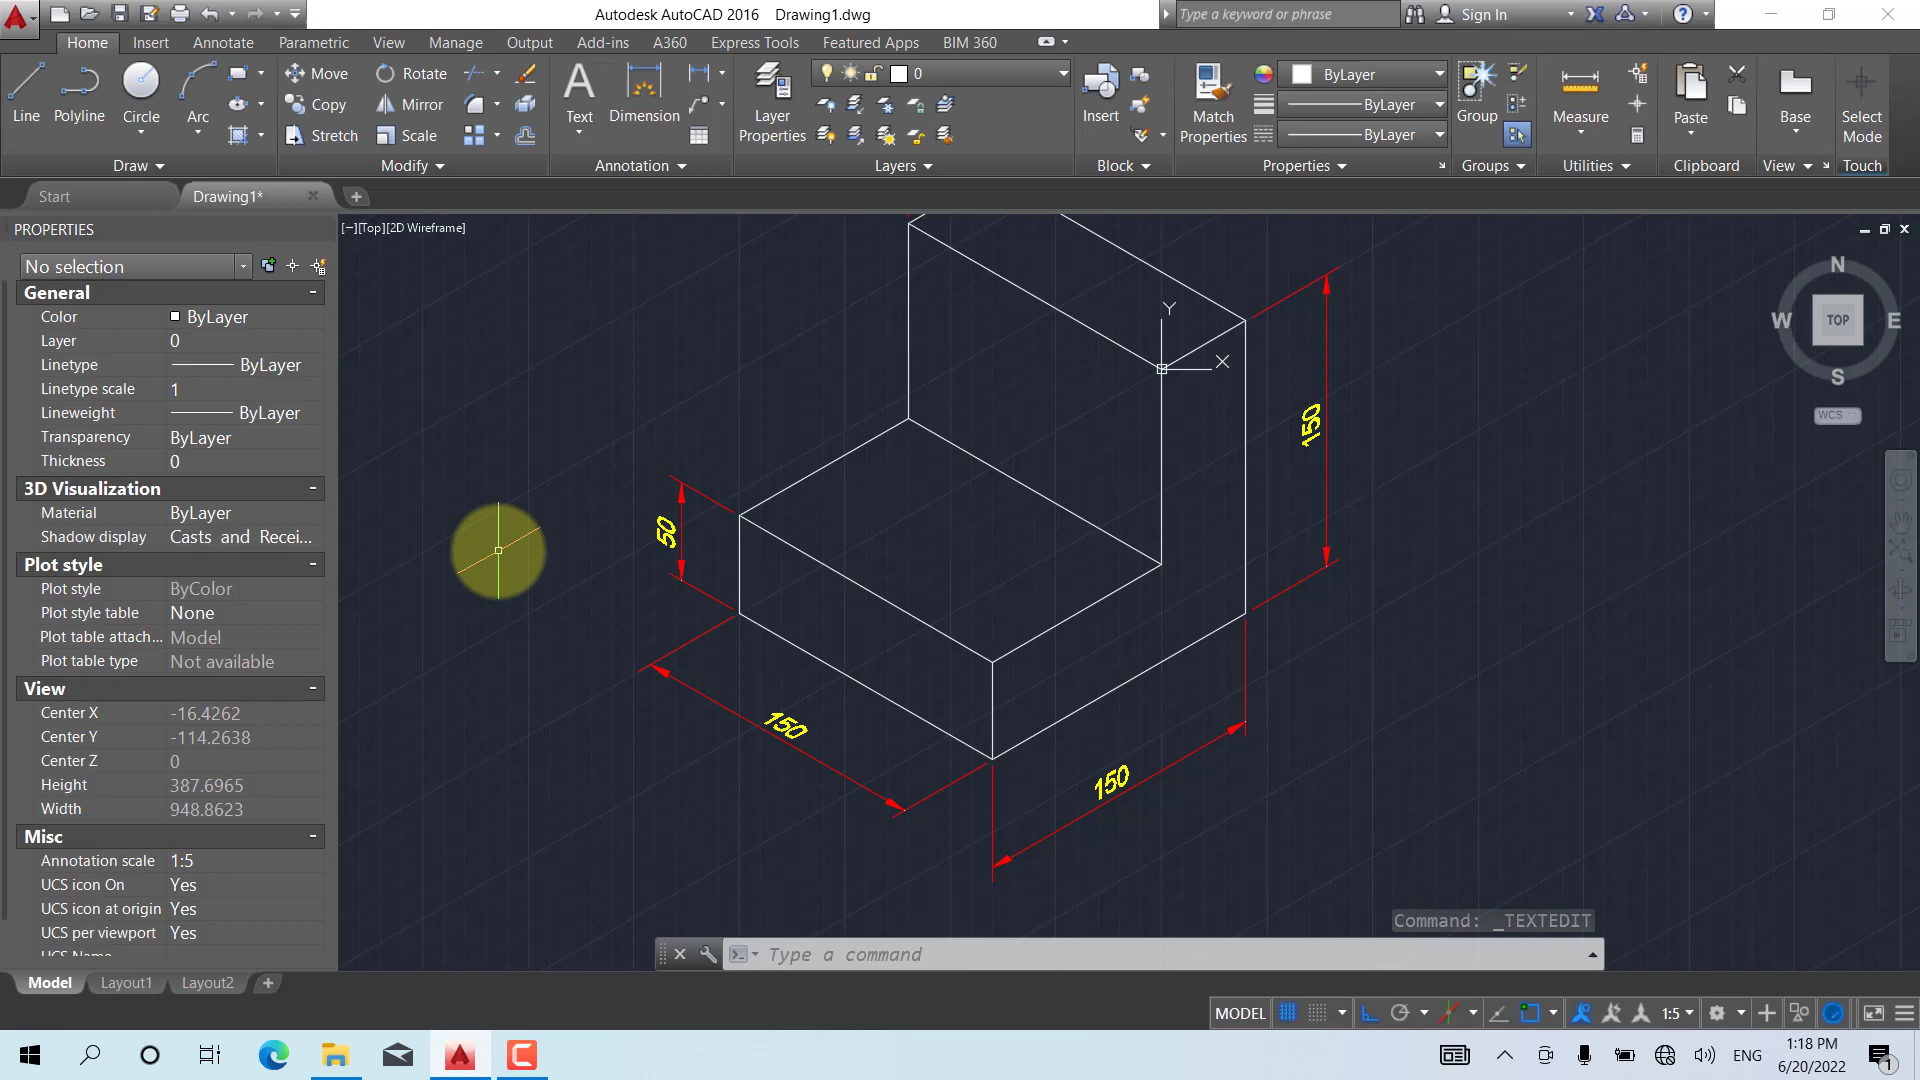 Autodesk AutoCAD 2016 Drawing1.dwg
Type a keyword or phrase
Sign In
Home Insert Annotate Parametric View Manage Output Add-ins A360 Express Tools Featured Apps BIM 360
Line Polyline Circle Arc
Move Rotate
Copy Mirror
Stretch Scale
Text Dimension
Layer Properties
0
Insert
Match Properties
ByLayer
ByLayer
ByLayer
Group
Measure
Paste
Base
Select Mode
Draw Modify Annotation Layers Block Properties Groups Utilities Clipboard View Touch
Start Drawing1*
PROPERTIES
No selection
General
Color ByLayer
Layer 0
Linetype ByLayer
Linetype scale 1
Lineweight ByLayer
Transparency ByLayer
Thickness 0
3D Visualization
Material ByLayer
Shadow display Casts and Recei...
Plot style
Plot style ByColor
Plot style table None
Plot table attach... Model
Plot table type Not available
View
Center X -16.4262
Center Y -114.2638
Center Z 0
Height 387.6965
Width 948.8623
Misc
Annotation scale 1:5
UCS icon On Yes
UCS icon at origin Yes
UCS per viewport Yes
[−][Top][2D Wireframe]
Y
X
150
50
150
150
N
W TOP E
S
WCS
Command: _TEXTEDIT
Type a command
Model Layout1 Layout2
MODEL 1:5
ENG
1:18 PM
6/20/2022
1